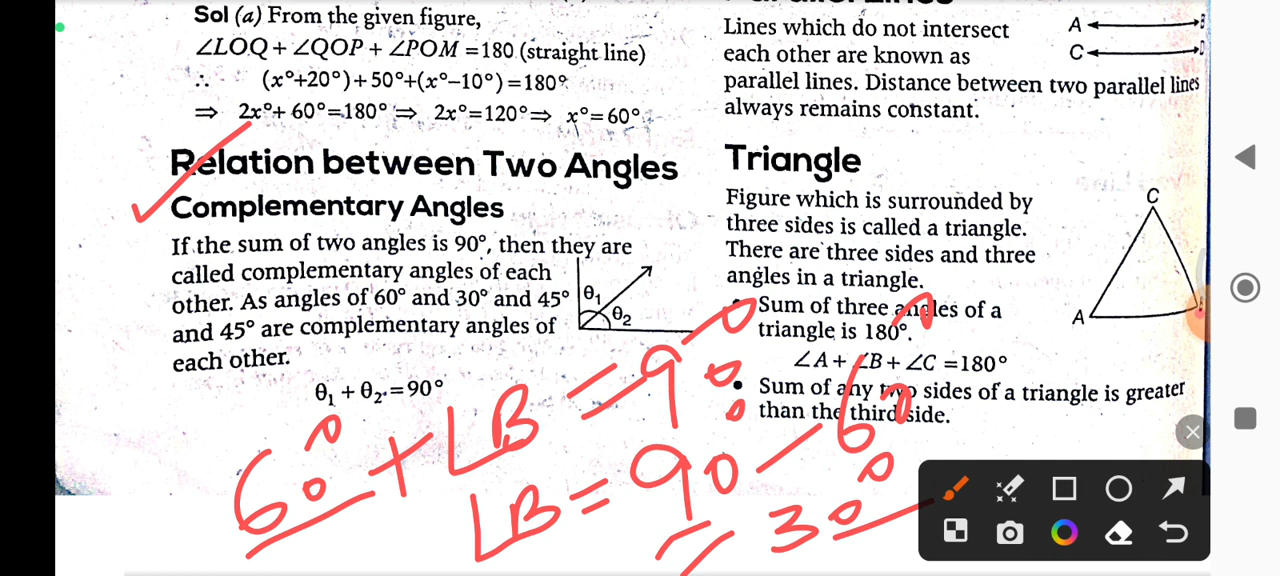 Sol (a) From the given figure,
∠LOQ + ∠QOP + ∠POM = 180 (straight line)
∴ (x°+20°)+50°+(x°–10°)=180°
⇒ 2x°+60°=180° ⇒ 2x°=120° ⇒ x°=60°
Relation between Two Angles
Complementary Angles
If the sum of two angles is 90°, then they are
called complementary angles of each
other. As angles of 60° and 30° and 45°
and 45° are complementary angles of
each other.
θ1
θ2
θ1 + θ2 = 90°
60° + ∠B = 90°
∠B = 90 – 60°
= 30°
Lines which do not intersect
each other are known as
parallel lines. Distance between two parallel lines
always remains constant.
A
B
C
D
Triangle
Figure which is surrounded by
three sides is called a triangle.
There are three sides and three
angles in a triangle.
• Sum of three angles of a
triangle is 180°.
∠A + ∠B + ∠C = 180°
• Sum of any two sides of a triangle is greater
than the third side.
C
A